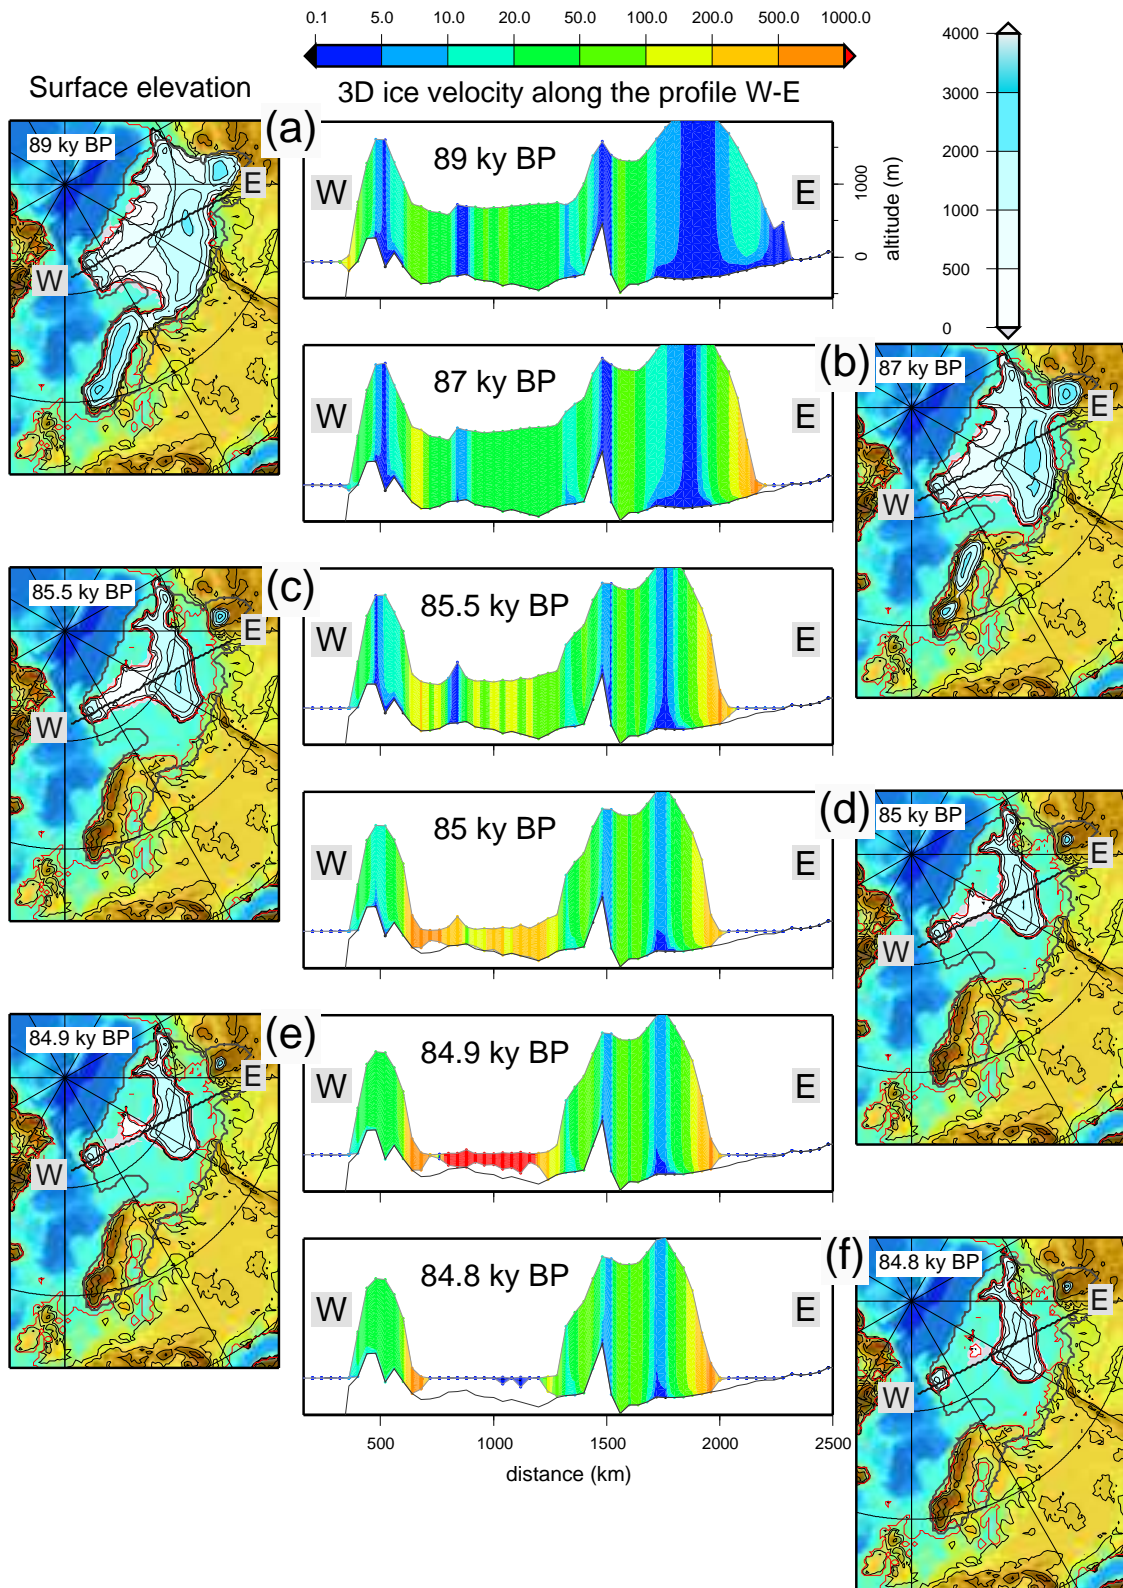 0.1 5.0 10.0 20.0 50.0 100.0 200.0 500.0 1000.0
Surface elevation
3D ice velocity along the profile W-E
4000
3000
2000
1000
500
0
(a)
89 ky BP
W
E
89 ky BP
W
E
1000
0
altitude (m)
(b)
87 ky BP
W
E
87 ky BP
W
E
(c)
85.5 ky BP
W
E
85.5 ky BP
W
E
(d)
85 ky BP
W
E
85 ky BP
W
E
(e)
84.9 ky BP
W
E
84.9 ky BP
W
E
(f)
84.8 ky BP
W
E
84.8 ky BP
W
E
500 1000 1500 2000 2500
distance (km)